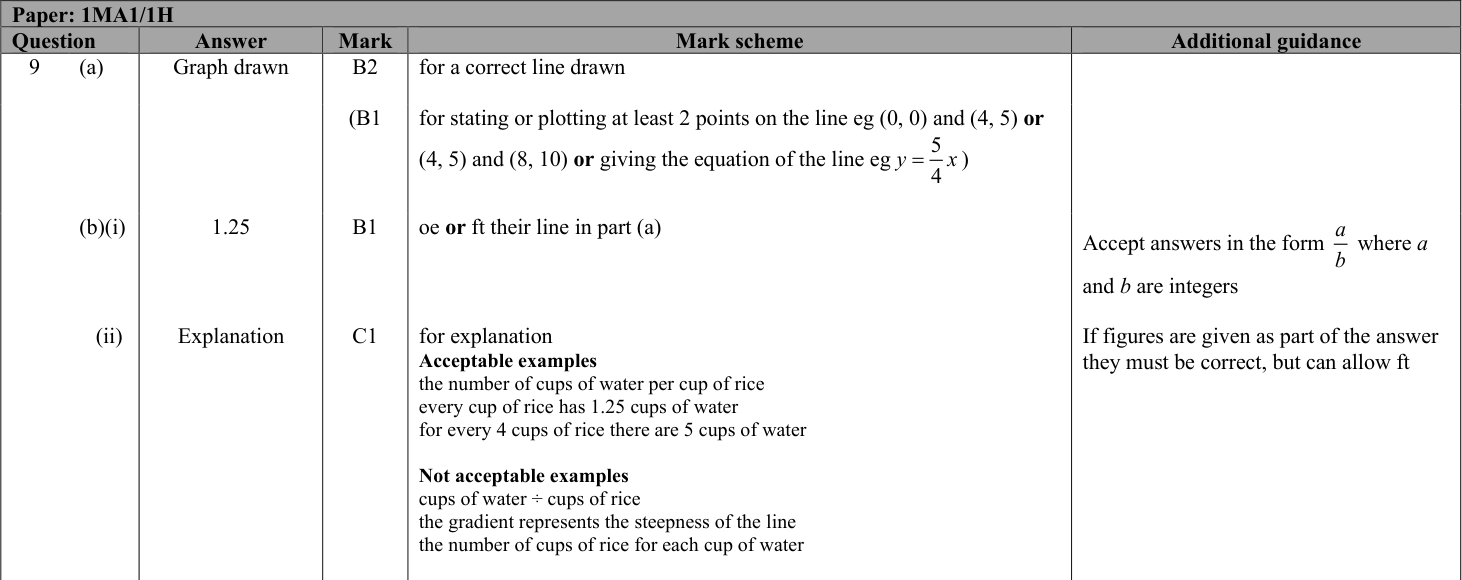 Paper: 1MA1/1H
Question Answer Mark Mark scheme Additional guidance
9 (a) Graph drawn B2 for a correct line drawn
(B1 for stating or plotting at least 2 points on the line eg (0, 0) and (4, 5) or
(4, 5) and (8, 10) or giving the equation of the line eg y = 5/4 x )
(b)(i) 1.25 B1 oe or ft their line in part (a)
Accept answers in the form a/b where a
and b are integers
(ii) Explanation C1 for explanation If figures are given as part of the answer
Acceptable examples they must be correct, but can allow ft
the number of cups of water per cup of rice
every cup of rice has 1.25 cups of water
for every 4 cups of rice there are 5 cups of water
Not acceptable examples
cups of water ÷ cups of rice
the gradient represents the steepness of the line
the number of cups of rice for each cup of water